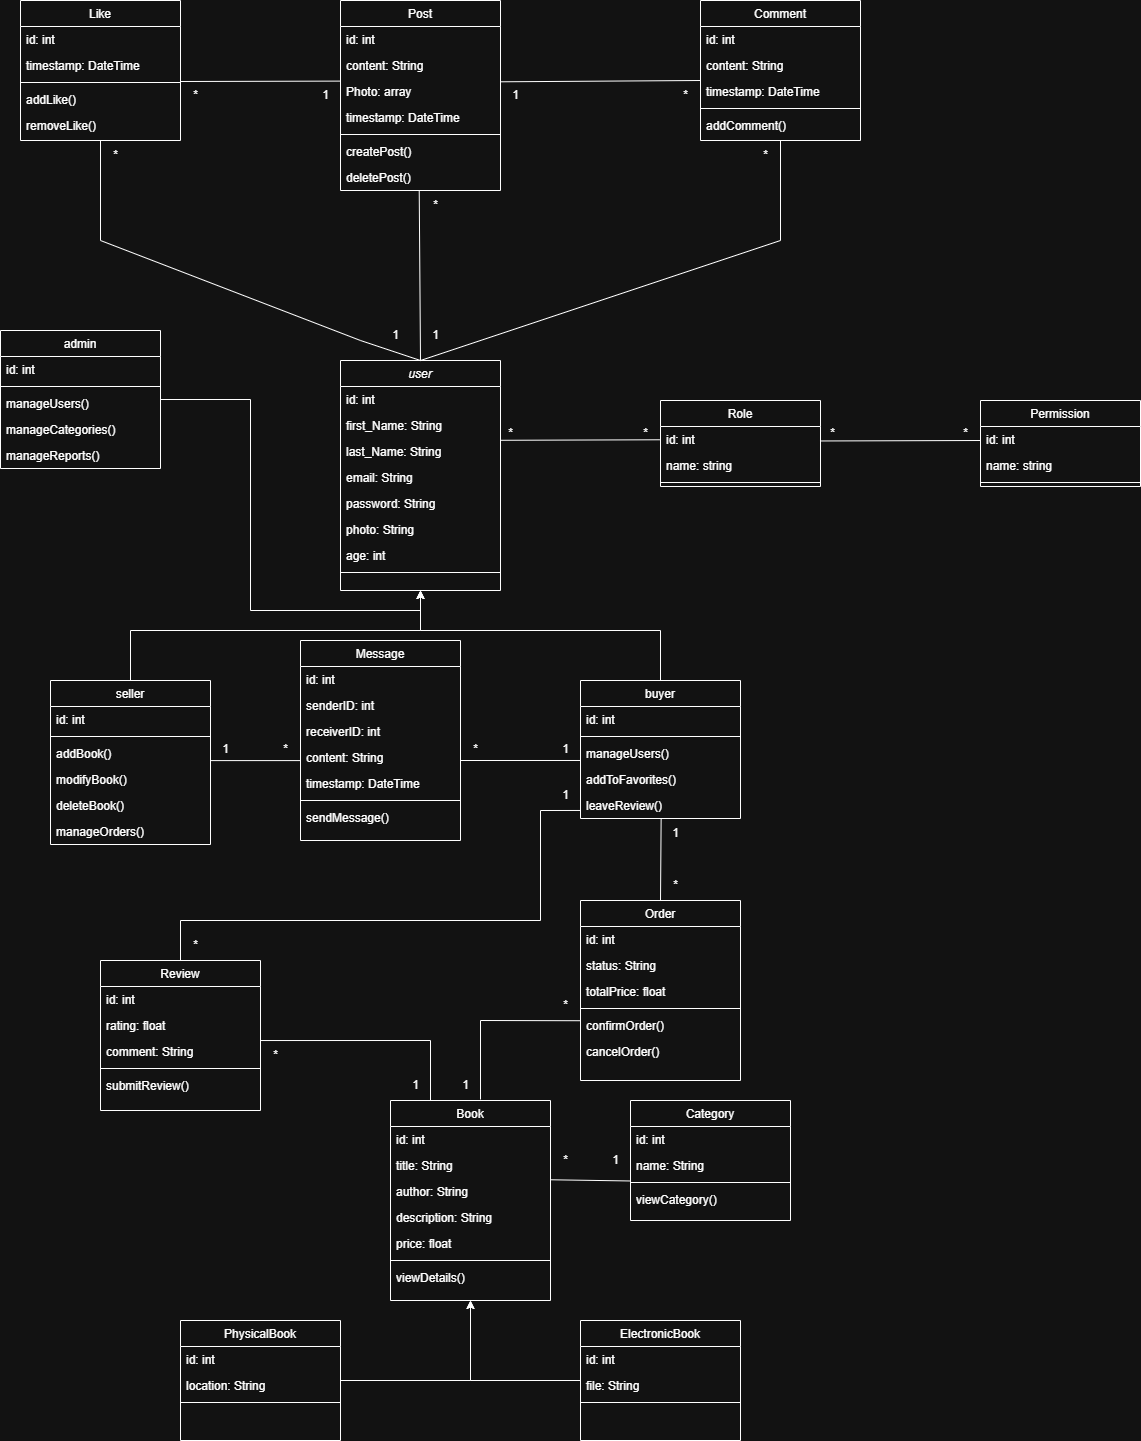 Like
id: int
timestamp: DateTime
addLike()
removeLike()
*
*
Post
id: int
content: String
Photo: array
timestamp: DateTime
createPost()
deletePost()
1
1
*
Comment
id: int
content: String
timestamp: DateTime
addComment()
*
*
1
1
admin
id: int
manageUsers()
manageCategories()
manageReports()
user
id: int
first_Name: String
last_Name: String
email: String
password: String
photo: String
age: int
*
*
Role
id: int
name: string
*
*
Permission
id: int
name: string
seller
id: int
addBook()
modifyBook()
deleteBook()
manageOrders()
1
*
Message
id: int
senderID: int
receiverID: int
content: String
timestamp: DateTime
sendMessage()
*
1
buyer
id: int
manageUsers()
addToFavorites()
leaveReview()
1
1
*
*
Order
id: int
status: String
totalPrice: float
confirmOrder()
cancelOrder()
*
Review
id: int
rating: float
comment: String
submitReview()
*
1
1
Book
id: int
title: String
author: String
description: String
price: float
viewDetails()
*
1
Category
id: int
name: String
viewCategory()
PhysicalBook
id: int
location: String
ElectronicBook
id: int
file: String